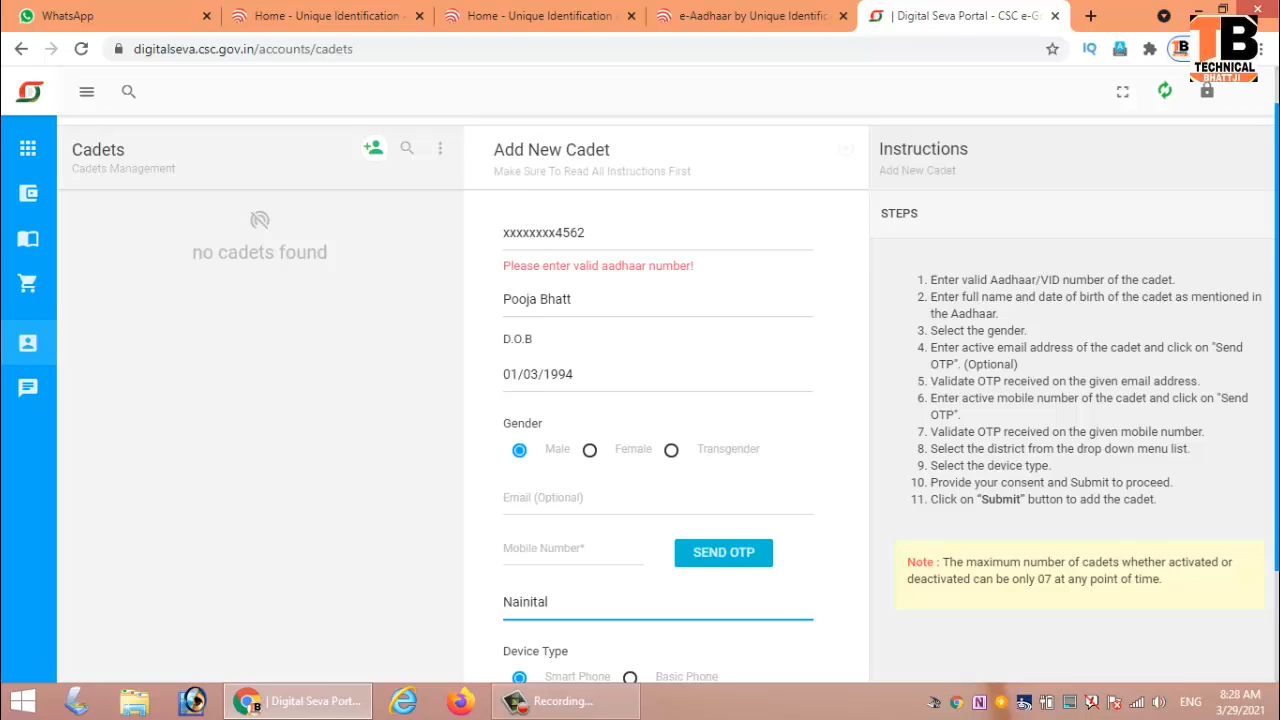 WhatsApp
Home - Unique Identification
Home - Unique Identification
e-Aadhaar by Unique Identific
| Digital Seva Portal - CSC e-Go
digitalseva.csc.gov.in/accounts/cadets
IQ
TB
TECHNICAL
BHATTJI
Cadets
Cadets Management
no cadets found
Add New Cadet
Make Sure To Read All Instructions First
xxxxxxxx4562
Please enter valid aadhaar number!
Pooja Bhatt
D.O.B
01/03/1994
Gender
Male Female Transgender
Email (Optional)
Mobile Number*
SEND OTP
Nainital
Device Type
Smart Phone Basic Phone
Instructions
Add New Cadet
STEPS
1. Enter valid Aadhaar/VID number of the cadet.
2. Enter full name and date of birth of the cadet as mentioned in
the Aadhaar.
3. Select the gender.
4. Enter active email address of the cadet and click on "Send
OTP". (Optional)
5. Validate OTP received on the given email address.
6. Enter active mobile number of the cadet and click on "Send
OTP".
7. Validate OTP received on the given mobile number.
8. Select the district from the drop down menu list.
9. Select the device type.
10. Provide your consent and Submit to proceed.
11. Click on "Submit" button to add the cadet.
Note : The maximum number of cadets whether activated or
deactivated can be only 07 at any point of time.
| Digital Seva Port...
Recording...
ENG
8:28 AM
3/29/2021